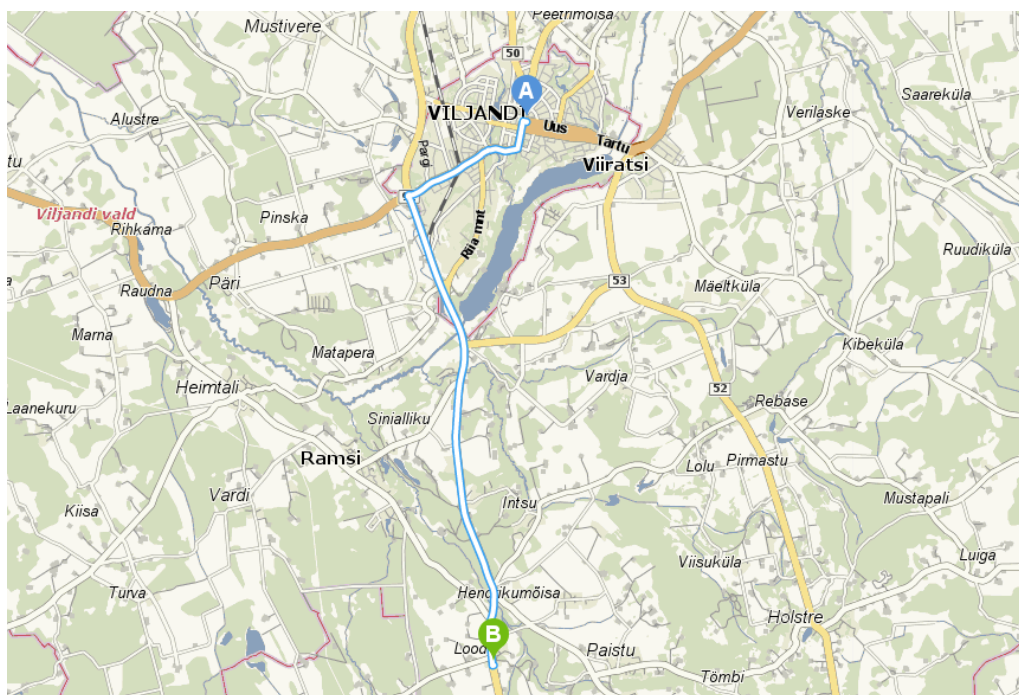 Mustivere
Peetrimõisa
50
A
Saareküla
VILJANDI
Verilaske
Alustre
Uus
Tartu
Pargi
Viiratsi
Viljandi vald
Rihkama
Pinska
Riia mnt
Ruudiküla
Päri
53
Mäeltküla
Raudna
Marna
Matapera
Kibeküla
Heimtali
Vardja
52
Laanekuru
Sinialliku
Rebase
Ramsi
Lolu
Pirmastu
Vardi
Mustapali
Kiisa
Intsu
Luiga
Viisuküla
Turva
Hendrikumõisa
Holstre
B
Paistu
Tömbi